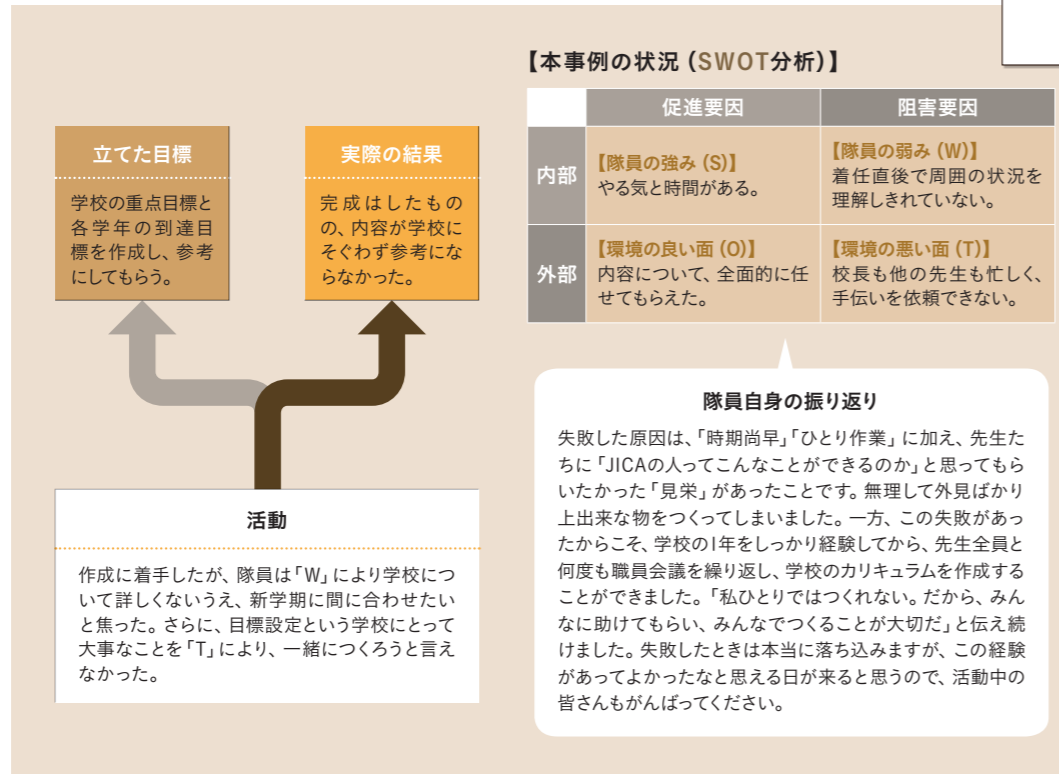 【本事例の状況（SWOT分析）】
促進要因
阻害要因
内部
【隊員の強み（S）】
やる気と時間がある。
【隊員の弱み（W）】
着任直後で周囲の状況を
理解しきれていない。
外部
【環境の良い面（O）】
内容について、全面的に任
せてもらえた。
【環境の悪い面（T）】
校長も他の先生も忙しく、
手伝いを依頼できない。
立てた目標
学校の重点目標と
各学年の到達目
標を作成し、参考
にしてもらう。
実際の結果
完成はしたもの
の、内容が学校に
そぐわず参考にな
らなかった。
活動
作成に着手したが、隊員は「W」により学校につ
いて詳しくないうえ、新学期に間に合わせたい
と焦った。さらに、目標設定という学校にとって
大事なことを「T」により、一緒につくろうと言え
なかった。
隊員自身の振り返り
失敗した原因は、「時期尚早」「ひとり作業」に加え、先生た
ちに「JICAの人ってこんなことができるのか」と思ってもら
いたかった「見栄」があったことです。無理して外見ばかり
上出来な物をつくってしまいました。一方、この失敗があっ
たからこそ、学校の1年をしっかり経験してから、先生全員と
何度も職員会議を繰り返し、学校のカリキュラムを作成する
ことができました。「私ひとりではつくれない。だから、みん
なに助けてもらい、みんなでつくることが大切だ」と伝え続
けました。失敗したときは本当に落ち込みますが、この経験
があってよかったなと思える日が来ると思うので、活動中の
皆さんもがんばってください。